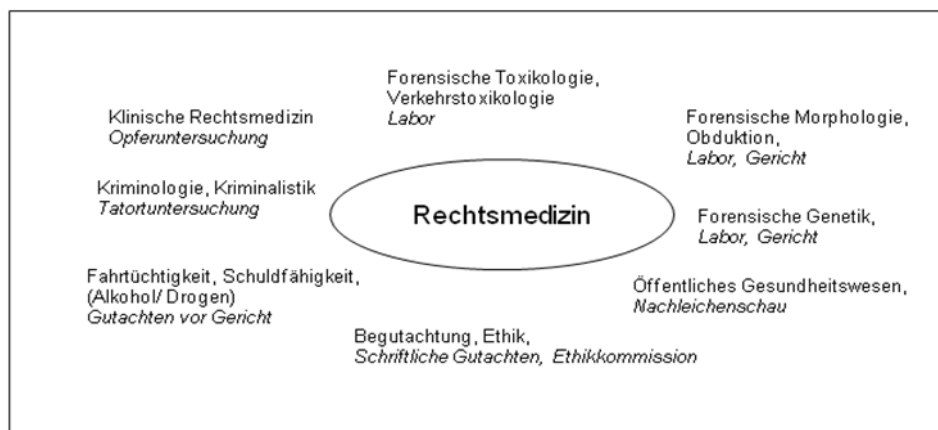 Forensische Toxikologie,
Verkehrstoxikologie
Labor
Klinische Rechtsmedizin
Opferuntersuchung
Forensische Morphologie,
Obduktion,
Labor, Gericht
Kriminologie, Kriminalistik
Tatortuntersuchung
Rechtsmedizin
Forensische Genetik,
Labor, Gericht
Fahrtüchtigkeit, Schuldfähigkeit,
(Alkohol/ Drogen)
Gutachten vor Gericht
Öffentliches Gesundheitswesen,
Nachleichenschau
Begutachtung, Ethik,
Schriftliche Gutachten, Ethikkommission